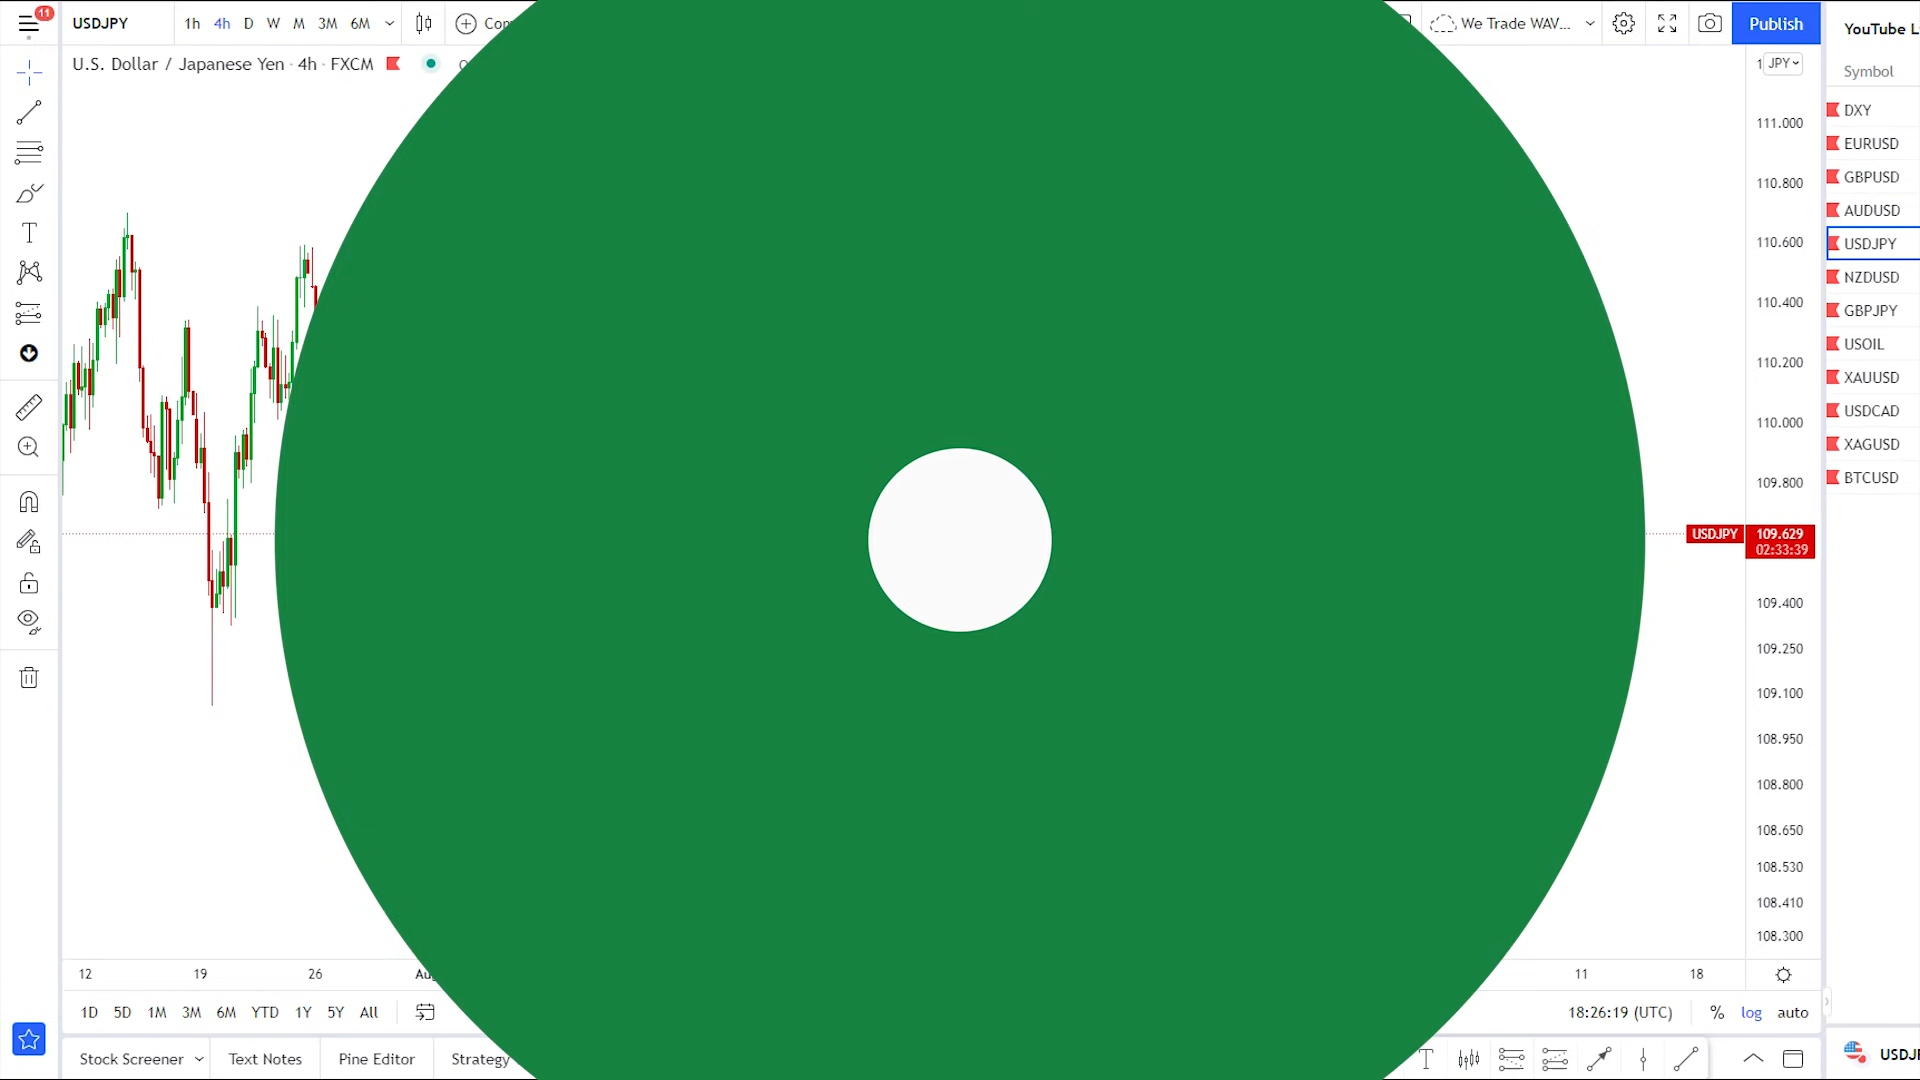 11
USDJPY
1h 4h D W M 3M 6M
We Trade WAV...
Publish
YouTube
U.S. Dollar / Japanese Yen · 4h · FXCM
JPY
Symbol
111.000
110.800
110.600
110.400
110.200
110.000
109.800
USDJPY 109.629
02:33:39
109.400
109.250
109.100
108.950
108.800
108.650
108.530
108.410
108.300
DXY
EURUSD
GBPUSD
AUDUSD
USDJPY
NZDUSD
GBPJPY
USOIL
XAUUSD
USDCAD
XAGUSD
BTCUSD
12 19 26 11 18
1D 5D 1M 3M 6M YTD 1Y 5Y All
18:26:19 (UTC) % log auto
Stock Screener Text Notes Pine Editor Strategy